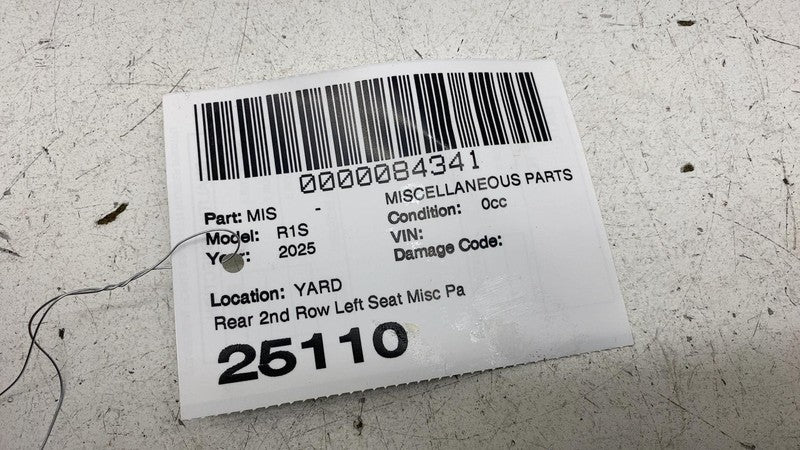 0000084341
MISCELLANEOUS PARTS
Part: MIS -
Condition: 0cc
Model: R1S
VIN:
Year: 2025
Damage Code:
Location: YARD
Rear 2nd Row Left Seat Misc Pa
25110